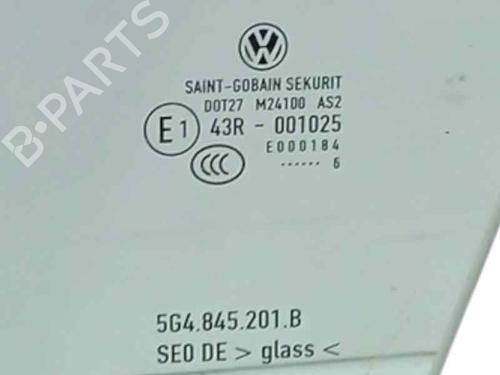 SAINT-GOBAIN SEKURIT
DOT27 M24100 AS2
E1 43R - 001025
E000184
CCC ...... 6
5G4.845.201.B
SEO DE > glass <
B-PARTS